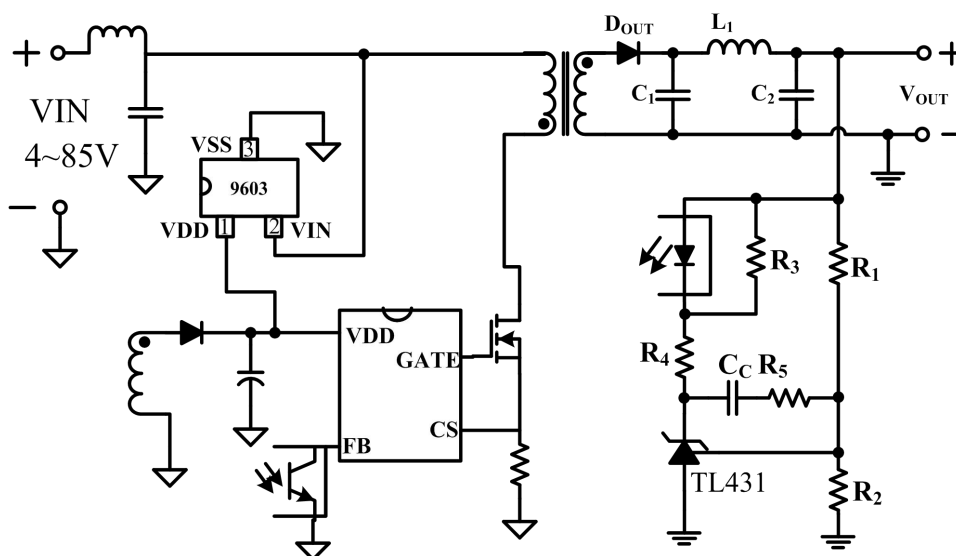 +
VIN
4~85V
−
VSS
3
9603
VDD
1
2
VIN
DOUT
L1
C1
C2
+
VOUT
−
VDD
GATE
CS
FB
R3
R1
R4
CC
R5
TL431
R2